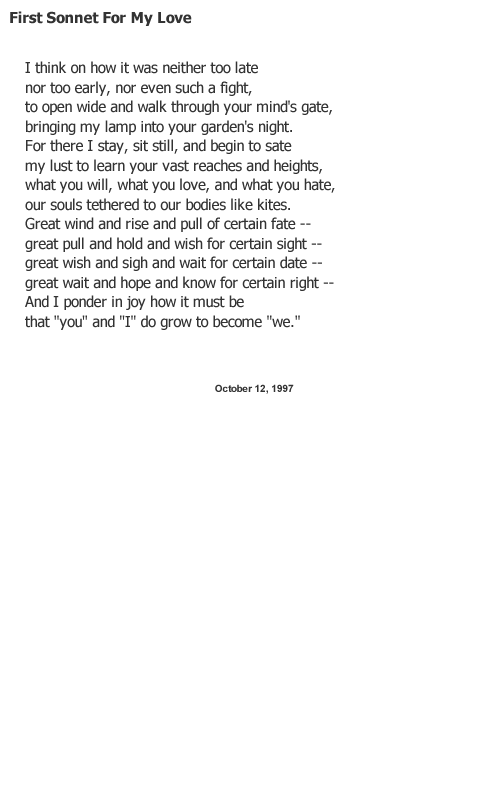 First Sonnet For My Love
I think on how it was neither too late
nor too early, nor even such a fight,
to open wide and walk through your mind's gate,
bringing my lamp into your garden's night.
For there I stay, sit still, and begin to sate
my lust to learn your vast reaches and heights,
what you will, what you love, and what you hate,
our souls tethered to our bodies like kites.
Great wind and rise and pull of certain fate --
great pull and hold and wish for certain sight --
great wish and sigh and wait for certain date --
great wait and hope and know for certain right --
And I ponder in joy how it must be
that "you" and "I" do grow to become "we."
October 12, 1997